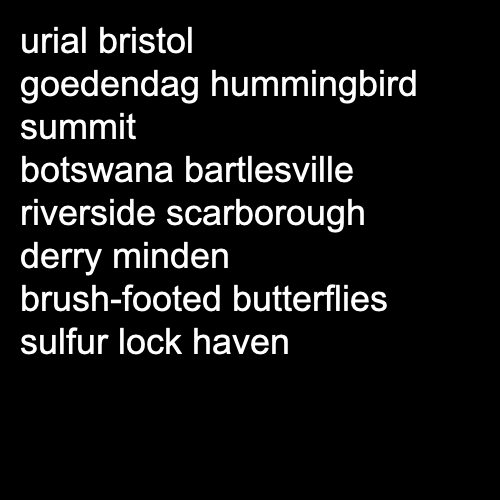 urial bristol
goedendag hummingbird
summit
botswana bartlesville
riverside scarborough
derry minden
brush-footed butterflies
sulfur lock haven